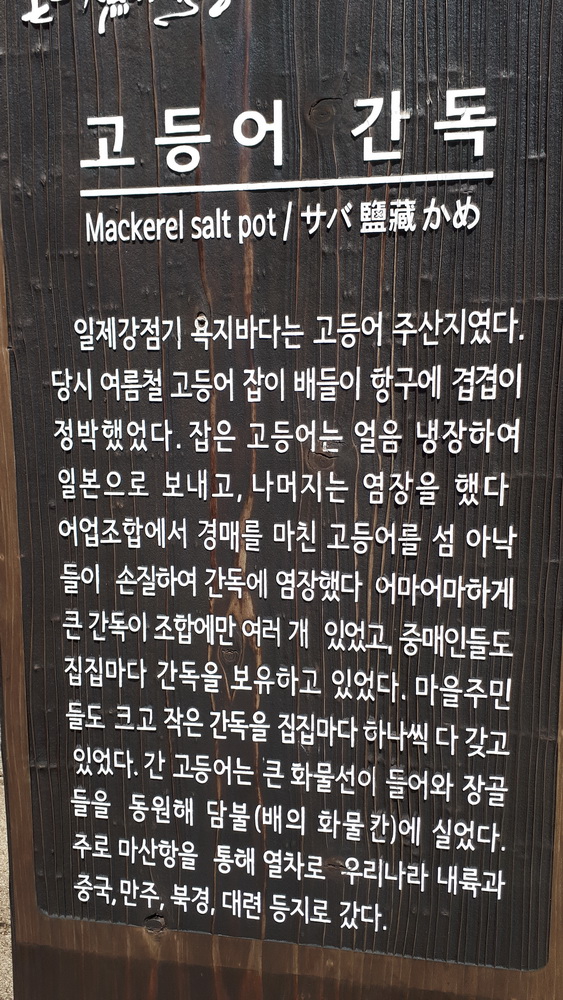 고등어 간독
Mackerel salt pot / サバ 鹽藏 かめ
일제강점기 욕지바다는 고등어 주산지였다.
당시 여름철 고등어 잡이 배들이 항구에 겹겹이
정박했었다. 잡은 고등어는 얼음 냉장하여
일본으로 보내고, 나머지는 염장을 했다
어업조합에서 경매를 마친 고등어를 섬 아낙
들이 손질하여 간독에 염장했다 어마어마하게
큰 간독이 조합에만 여러 개 있었고, 중매인들도
집집마다 간독을 보유하고 있었다. 마을주민
들도 크고 작은 간독을 집집마다 하나씩 다 갖고
있었다. 간 고등어는 큰 화물선이 들어와 장골
들을 동원해 담불(배의 화물 칸)에 실었다.
주로 마산항을 통해 열차로 우리나라 내륙과
중국, 만주, 북경, 대련 등지로 갔다.